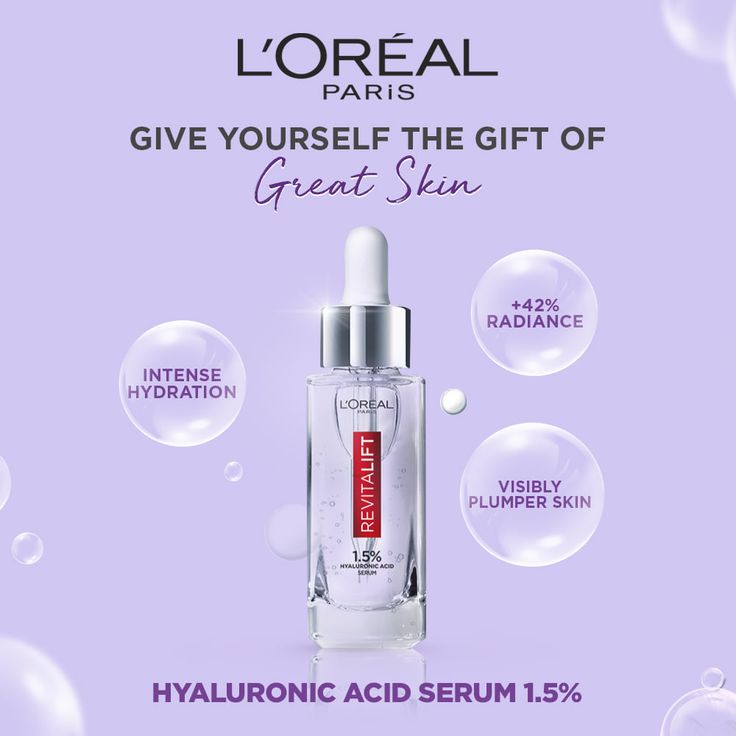 L'ORÉAL
PARiS
GIVE YOURSELF THE GIFT OF
Great Skin
+42%
RADIANCE
INTENSE
HYDRATION
L'ORÉAL
PARIS
REVITALIFT
VISIBLY
PLUMPER SKIN
1.5%
HYALURONIC ACID
SERUM
HYALURONIC ACID SERUM 1.5%